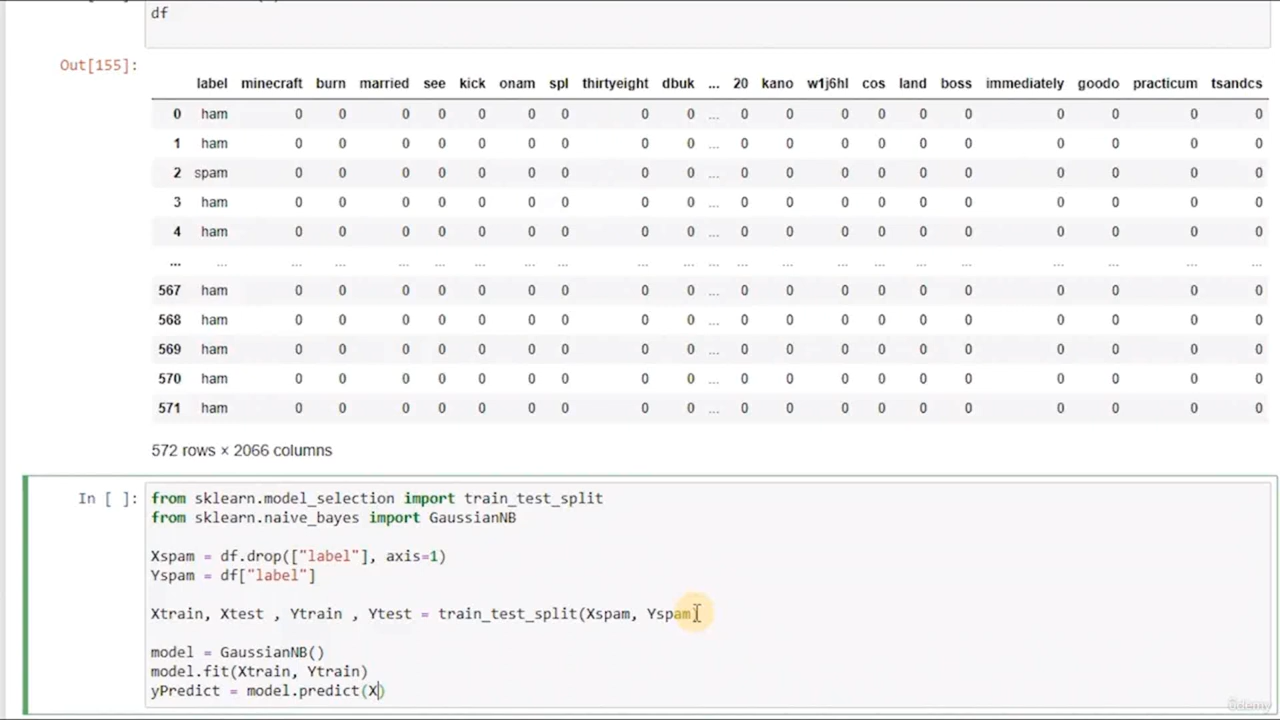 df
Out[155]:
label minecraft burn married see kick onam spl thirtyeight dbuk ... 20 kano w1j6hl cos land boss immediately goodo practicum tsandcs
0 ham 0 0 0 0 0 0 0 0 0 ... 0 0 0 0 0 0 0 0 0 0
1 ham 0 0 0 0 0 0 0 0 0 ... 0 0 0 0 0 0 0 0 0 0
2 spam 0 0 0 0 0 0 0 0 0 ... 0 0 0 0 0 0 0 0 0 0
3 ham 0 0 0 0 0 0 0 0 0 ... 0 0 0 0 0 0 0 0 0 0
4 ham 0 0 0 0 0 0 0 0 0 ... 0 0 0 0 0 0 0 0 0 0
... ... ... ... ... ... ... ... ... ... ... ... ... ... ... ... ... ... ... ... ... ... ...
567 ham 0 0 0 0 0 0 0 0 0 ... 0 0 0 0 0 0 0 0 0 0
568 ham 0 0 0 0 0 0 0 0 0 ... 0 0 0 0 0 0 0 0 0 0
569 ham 0 0 0 0 0 0 0 0 0 ... 0 0 0 0 0 0 0 0 0 0
570 ham 0 0 0 0 0 0 0 0 0 ... 0 0 0 0 0 0 0 0 0 0
571 ham 0 0 0 0 0 0 0 0 0 ... 0 0 0 0 0 0 0 0 0 0
572 rows × 2066 columns
In [ ]: from sklearn.model_selection import train_test_split
from sklearn.naive_bayes import GaussianNB
Xspam = df.drop(["label"], axis=1)
Yspam = df["label"]
Xtrain, Xtest , Ytrain , Ytest = train_test_split(Xspam, Yspam)
model = GaussianNB()
model.fit(Xtrain, Ytrain)
yPredict = model.predict(X)
ûdemy